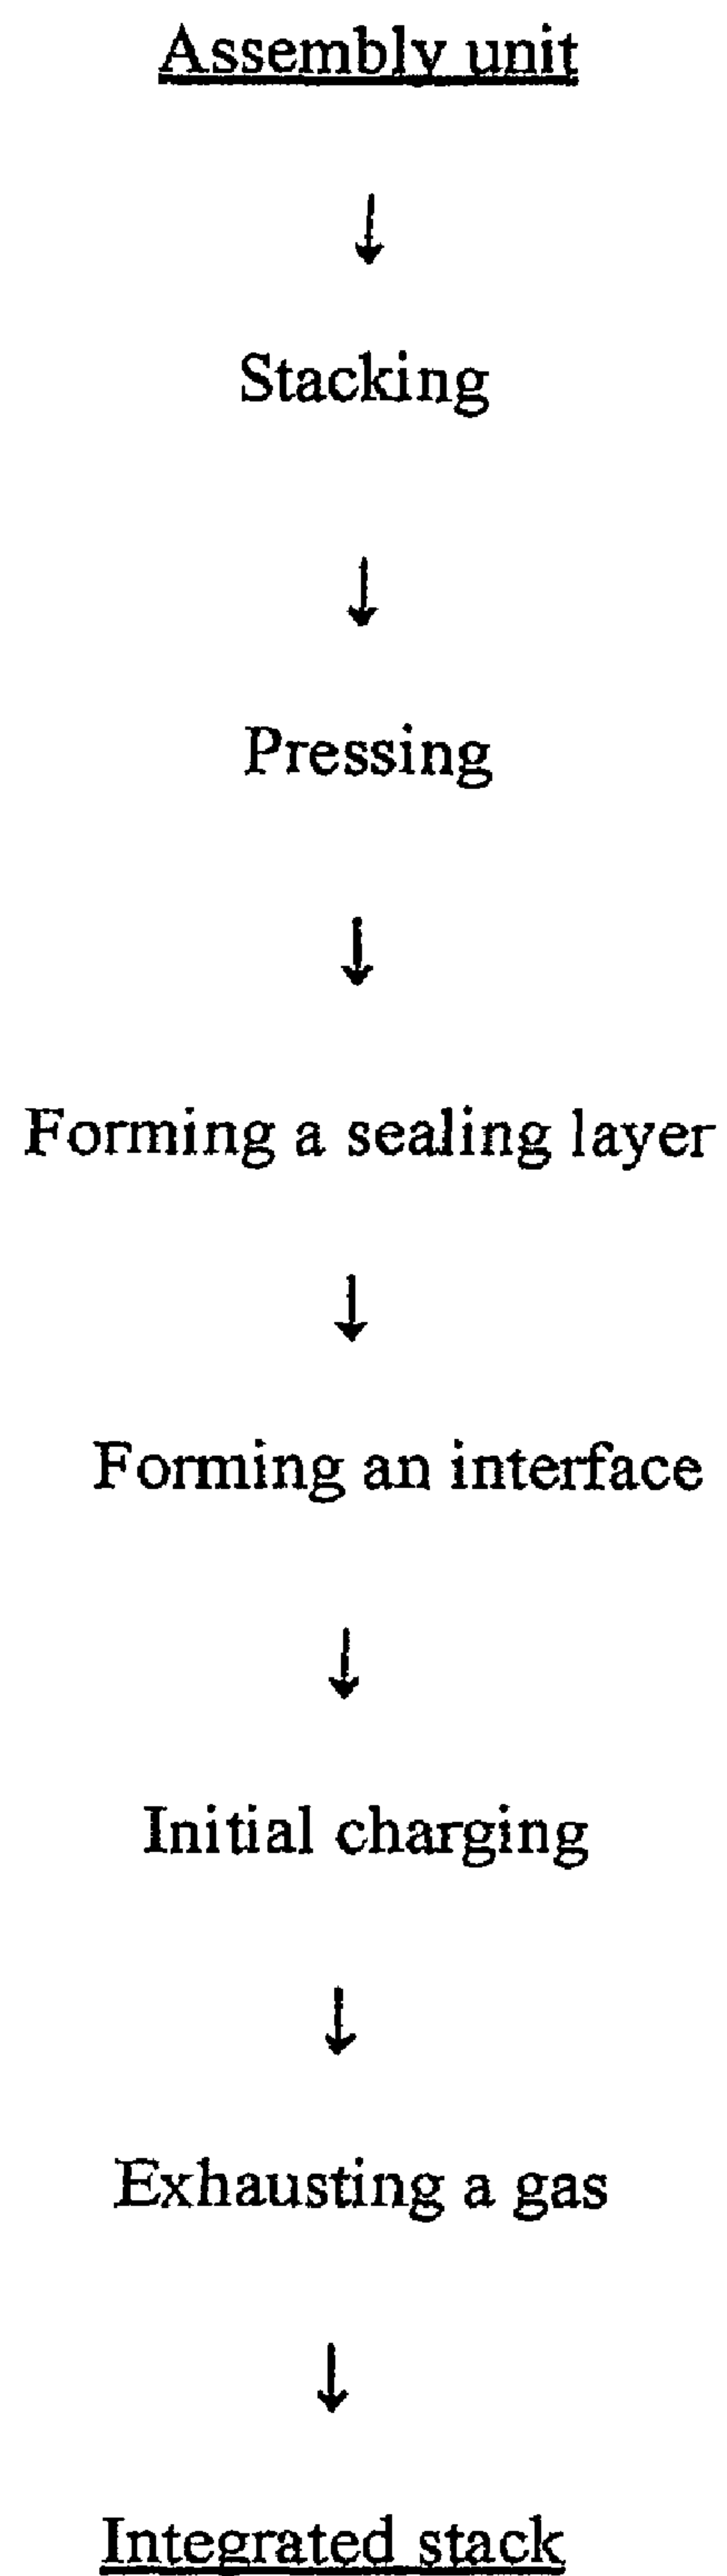 Assembly unit
↓
Stacking
↓
Pressing
↓
Forming a sealing layer
↓
Forming an interface
↓
Initial charging
↓
Exhausting a gas
↓
Integrated stack